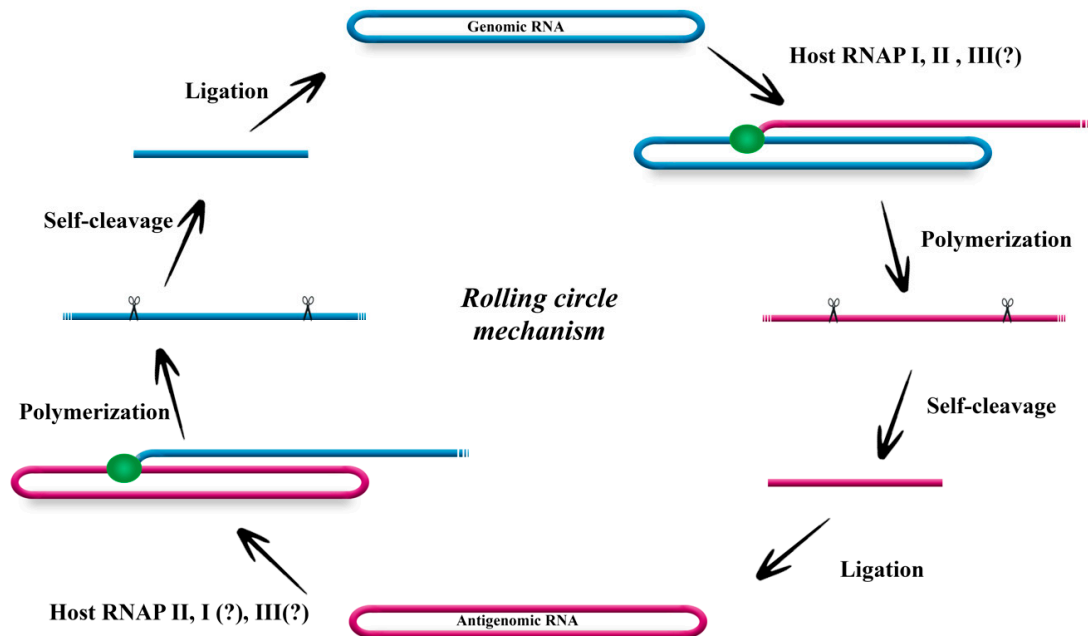 Genomic RNA
Host RNAP I, II , III(?)
Ligation
Self-cleavage
Polymerization
Rolling circle
mechanism
Polymerization
Self-cleavage
Ligation
Host RNAP II, I (?), III(?)
Antigenomic RNA